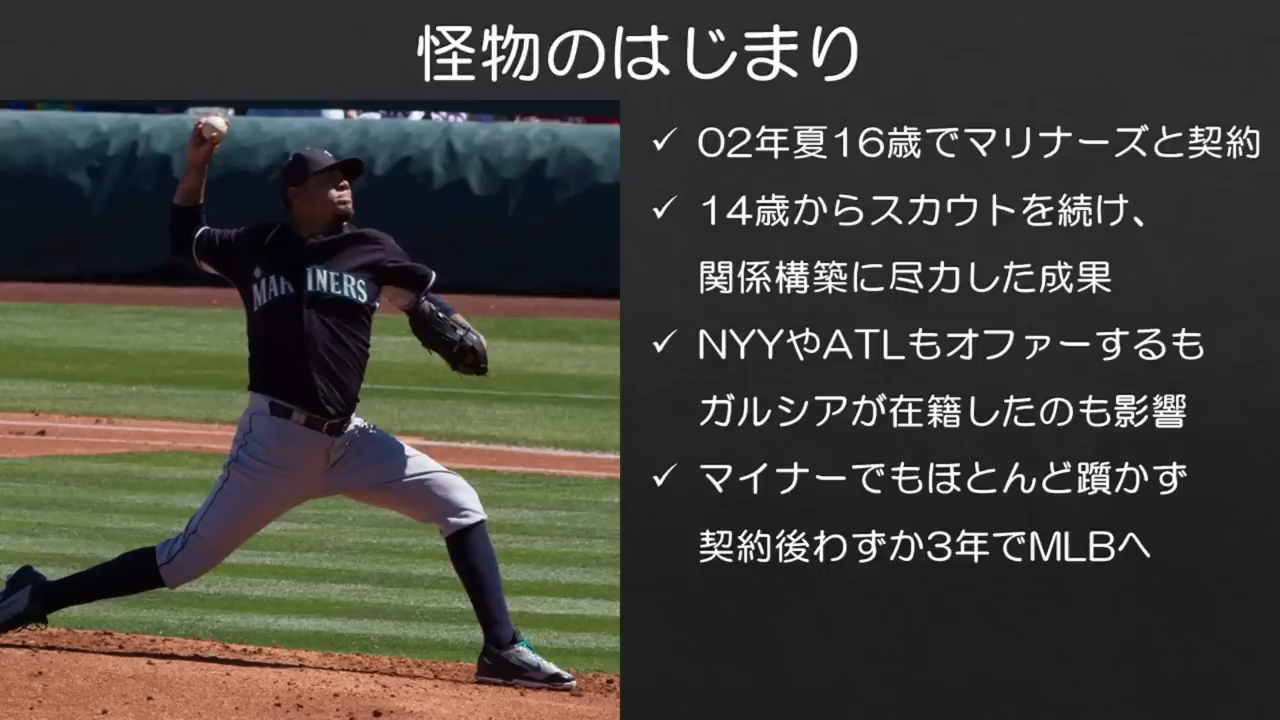 怪物のはじまり
✓ 02年夏16歳でマリナーズと契約
✓ 14歳からスカウトを続け、
関係構築に尽力した成果
✓ NYYやATLもオファーするも
ガルシアが在籍したのも影響
✓ マイナーでもほとんど躓かず
契約後わずか3年でMLBへ
MARINERS